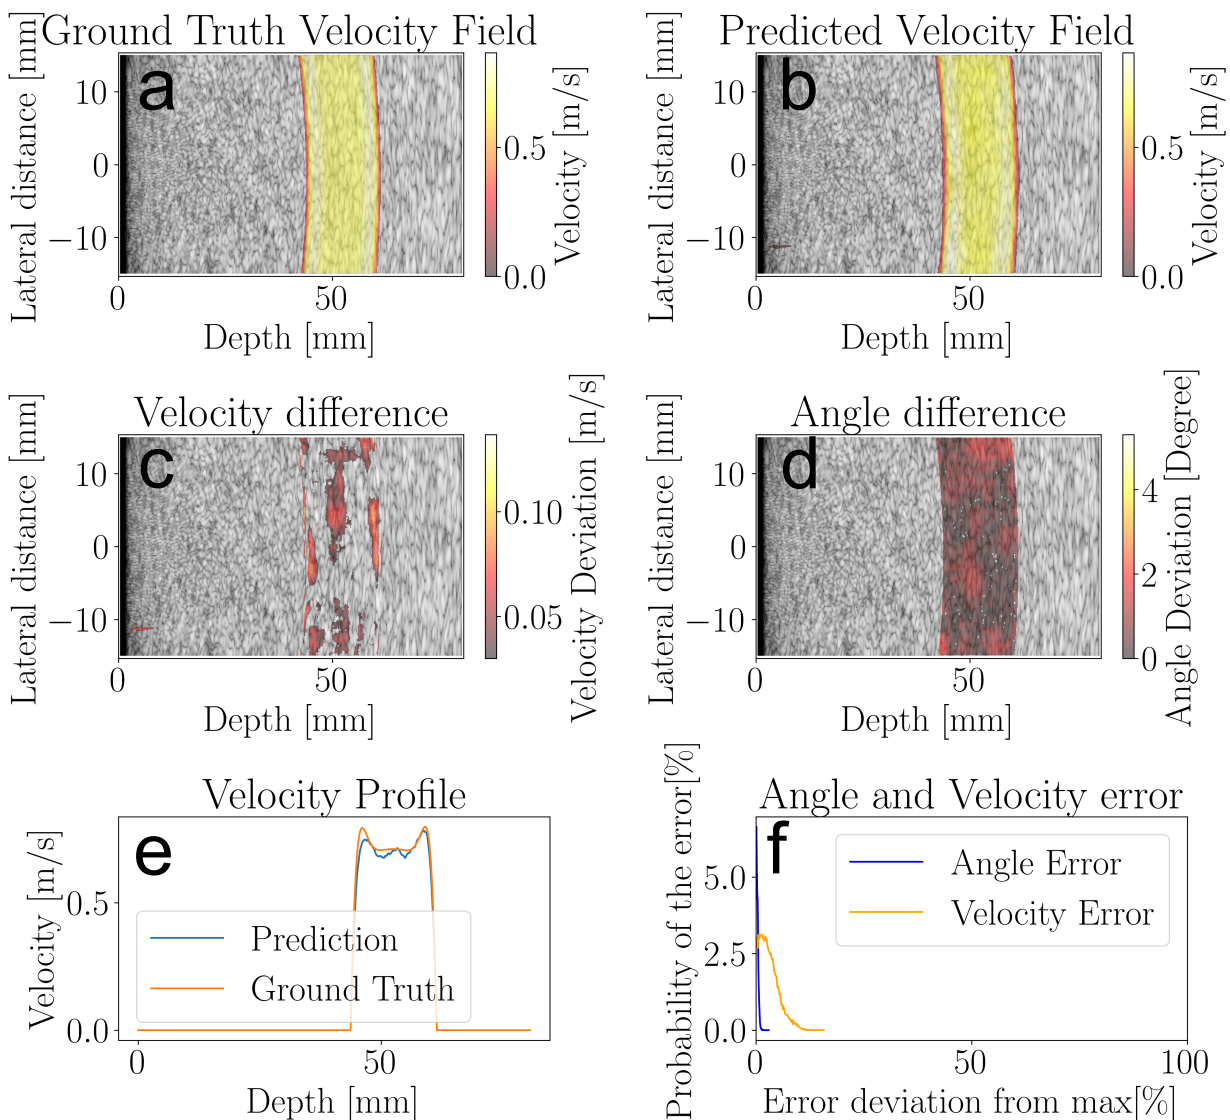 Ground Truth Velocity Field
a
Lateral distance [mm]
10
0
−10
0
50
Depth [mm]
0.5
0.0
Velocity [m/s]
Predicted Velocity Field
b
Lateral distance [mm]
10
0
−10
0
50
Depth [mm]
0.5
0.0
Velocity [m/s]
Velocity difference
c
Lateral distance [mm]
10
0
−10
0
50
Depth [mm]
0.10
0.05
Velocity Deviation [m/s]
Angle difference
d
Lateral distance [mm]
10
0
−10
0
50
Depth [mm]
4
2
0
Angle Deviation [Degree]
Velocity Profile
e
Velocity [m/s]
0.5
0.0
Prediction
Ground Truth
0
50
Depth [mm]
Angle and Velocity error
f
Probability of the error[%]
5.0
2.5
0.0
Angle Error
Velocity Error
0
50
100
Error deviation from max[%]